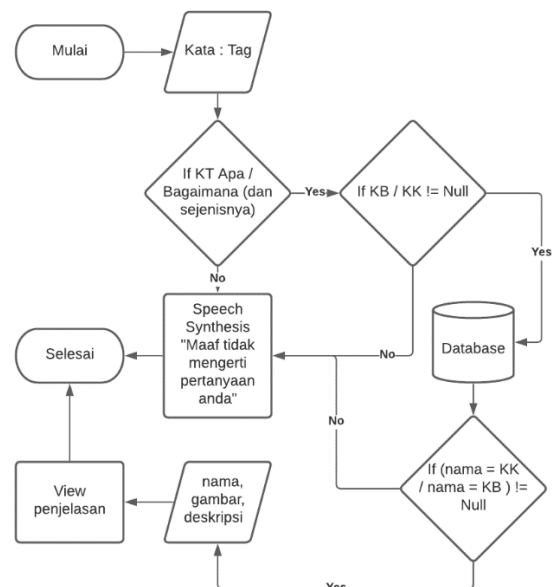 Mulai
Kata : Tag
If KT Apa /
Bagaimana (dan
sejenisnya)
Yes
If KB / KK != Null
Yes
No
Speech
Synthesis
"Maaf tidak
mengerti
pertanyaan
anda"
No
Selesai
Database
No
If (nama = KK
/ nama = KB ) !=
Null
View
penjelasan
nama,
gambar,
deskripsi
Yes